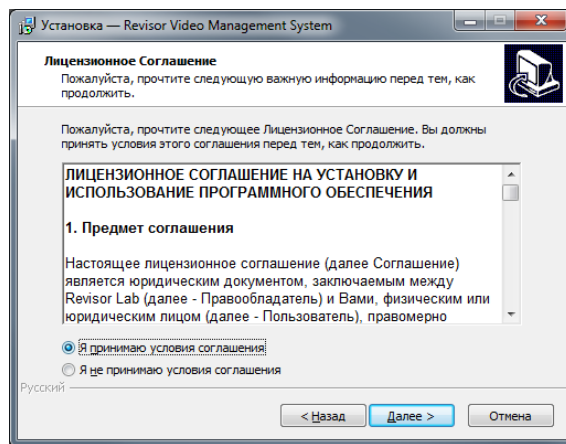 Установка — Revisor Video Management System
Лицензионное Соглашение
Пожалуйста, прочтите следующую важную информацию перед тем, как
продолжить.
Пожалуйста, прочтите следующее Лицензионное Соглашение. Вы должны
принять условия этого соглашения перед тем, как продолжить.
ЛИЦЕНЗИОННОЕ СОГЛАШЕНИЕ НА УСТАНОВКУ И
ИСПОЛЬЗОВАНИЕ ПРОГРАММНОГО ОБЕСПЕЧЕНИЯ
1. Предмет соглашения
Настоящее лицензионное соглашение (далее Соглашение)
является юридическим документом, заключаемым между
Revisor Lab (далее - Правообладатель) и Вами, физическим или
юридическим лицом (далее - Пользователь), правомерно
Я принимаю условия соглашения
Я не принимаю условия соглашения
Русский
< Назад Далее > Отмена